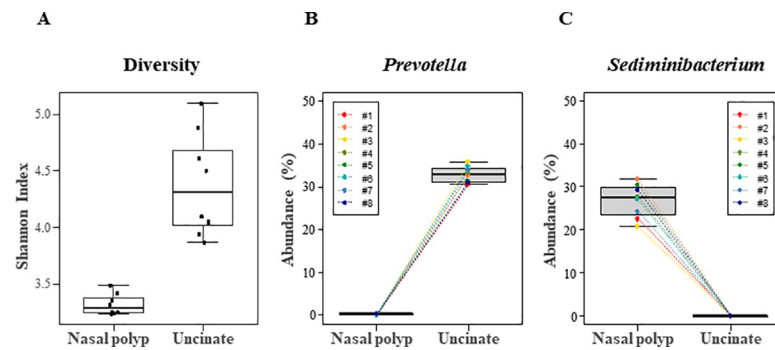 A
B
C
Diversity
Prevotella
Sediminibacterium
Shannon Index
5.0
4.5
4.0
3.5
Nasal polyp
Uncinate
Abundance (%)
50
40
30
20
10
0
#1
#2
#3
#4
#5
#6
#7
#8
Nasal polyp
Uncinate
Abundance (%)
50
40
30
20
10
0
#1
#2
#3
#4
#5
#6
#7
#8
Nasal polyp
Uncinate